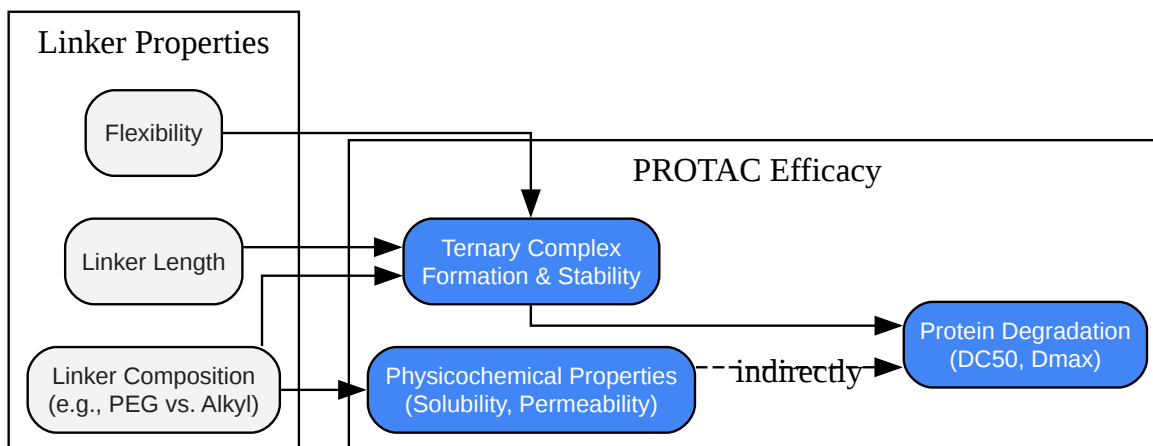 Linker Properties
Flexibility
PROTAC Efficacy
Linker Length
Ternary Complex
Formation & Stability
Linker Composition
(e.g., PEG vs. Alkyl)
Physicochemical Properties
(Solubility, Permeability)
indirectly
Protein Degradation
(DC50, Dmax)